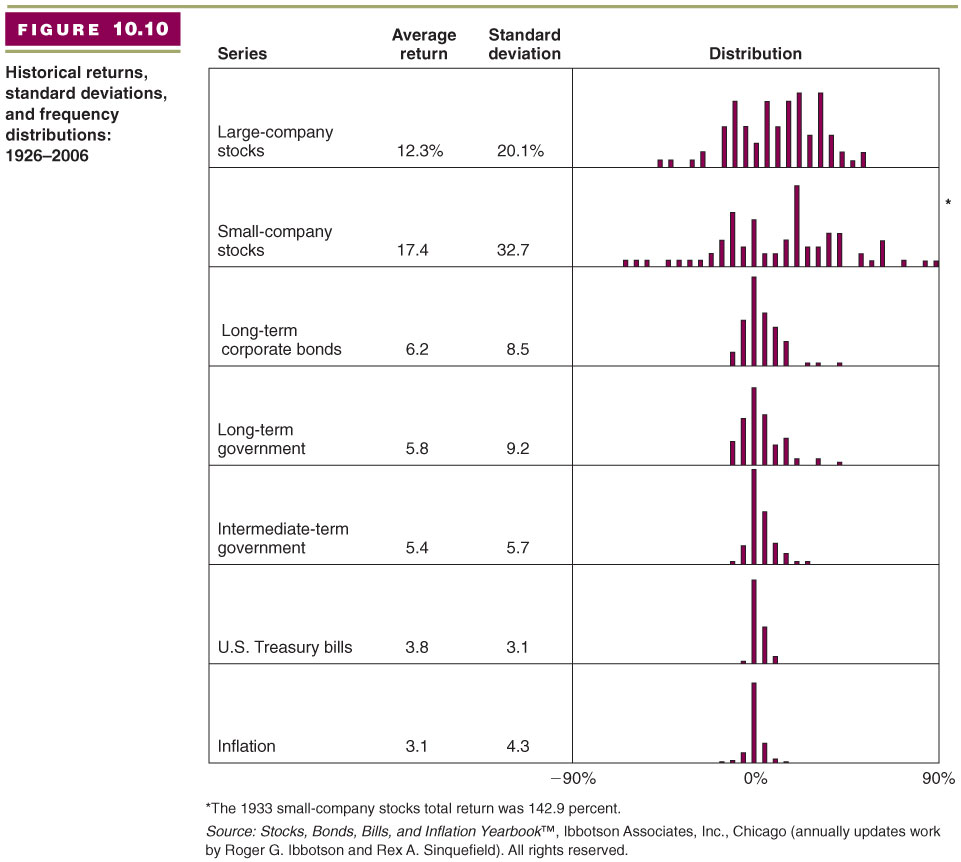 FIGURE 10.10
Historical returns,
standard deviations,
and frequency
distributions:
1926–2006
Series
Average
return
Standard
deviation
Distribution
Large-company
stocks
12.3%
20.1%
Small-company
stocks
17.4
32.7
*
Long-term
corporate bonds
6.2
8.5
Long-term
government
5.8
9.2
Intermediate-term
government
5.4
5.7
U.S. Treasury bills
3.8
3.1
Inflation
3.1
4.3
−90%
0%
90%
*The 1933 small-company stocks total return was 142.9 percent.
Source: Stocks, Bonds, Bills, and Inflation Yearbook™, Ibbotson Associates, Inc., Chicago (annually updates work
by Roger G. Ibbotson and Rex A. Sinquefield). All rights reserved.